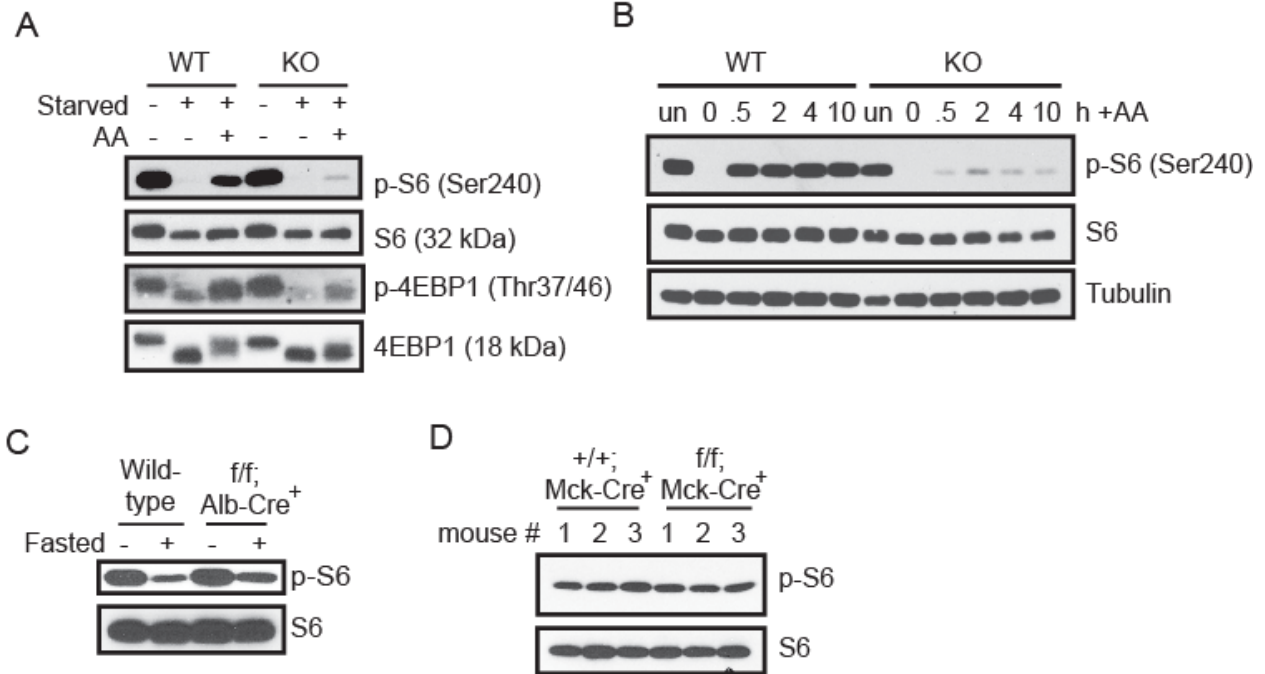 A
WT KO
Starved - + + - + +
AA - - + - - +
p-S6 (Ser240)
S6 (32 kDa)
p-4EBP1 (Thr37/46)
4EBP1 (18 kDa)
B
WT KO
un 0 .5 2 4 10 un 0 .5 2 4 10 h +AA
p-S6 (Ser240)
S6
Tubulin
C
Wild-
type
f/f;
Alb-Cre+
Fasted - + - +
p-S6
S6
D
+/+;
Mck-Cre+
f/f;
Mck-Cre+
mouse # 1 2 3 1 2 3
p-S6
S6